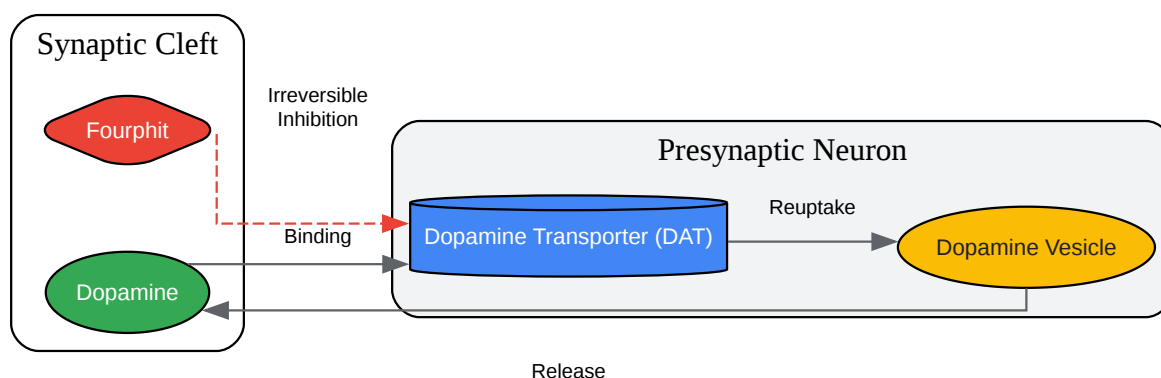 Synaptic Cleft
Irreversible
Inhibition
Fourphit
Presynaptic Neuron
Reuptake
Binding
Dopamine Transporter (DAT)
Dopamine Vesicle
Dopamine
Release